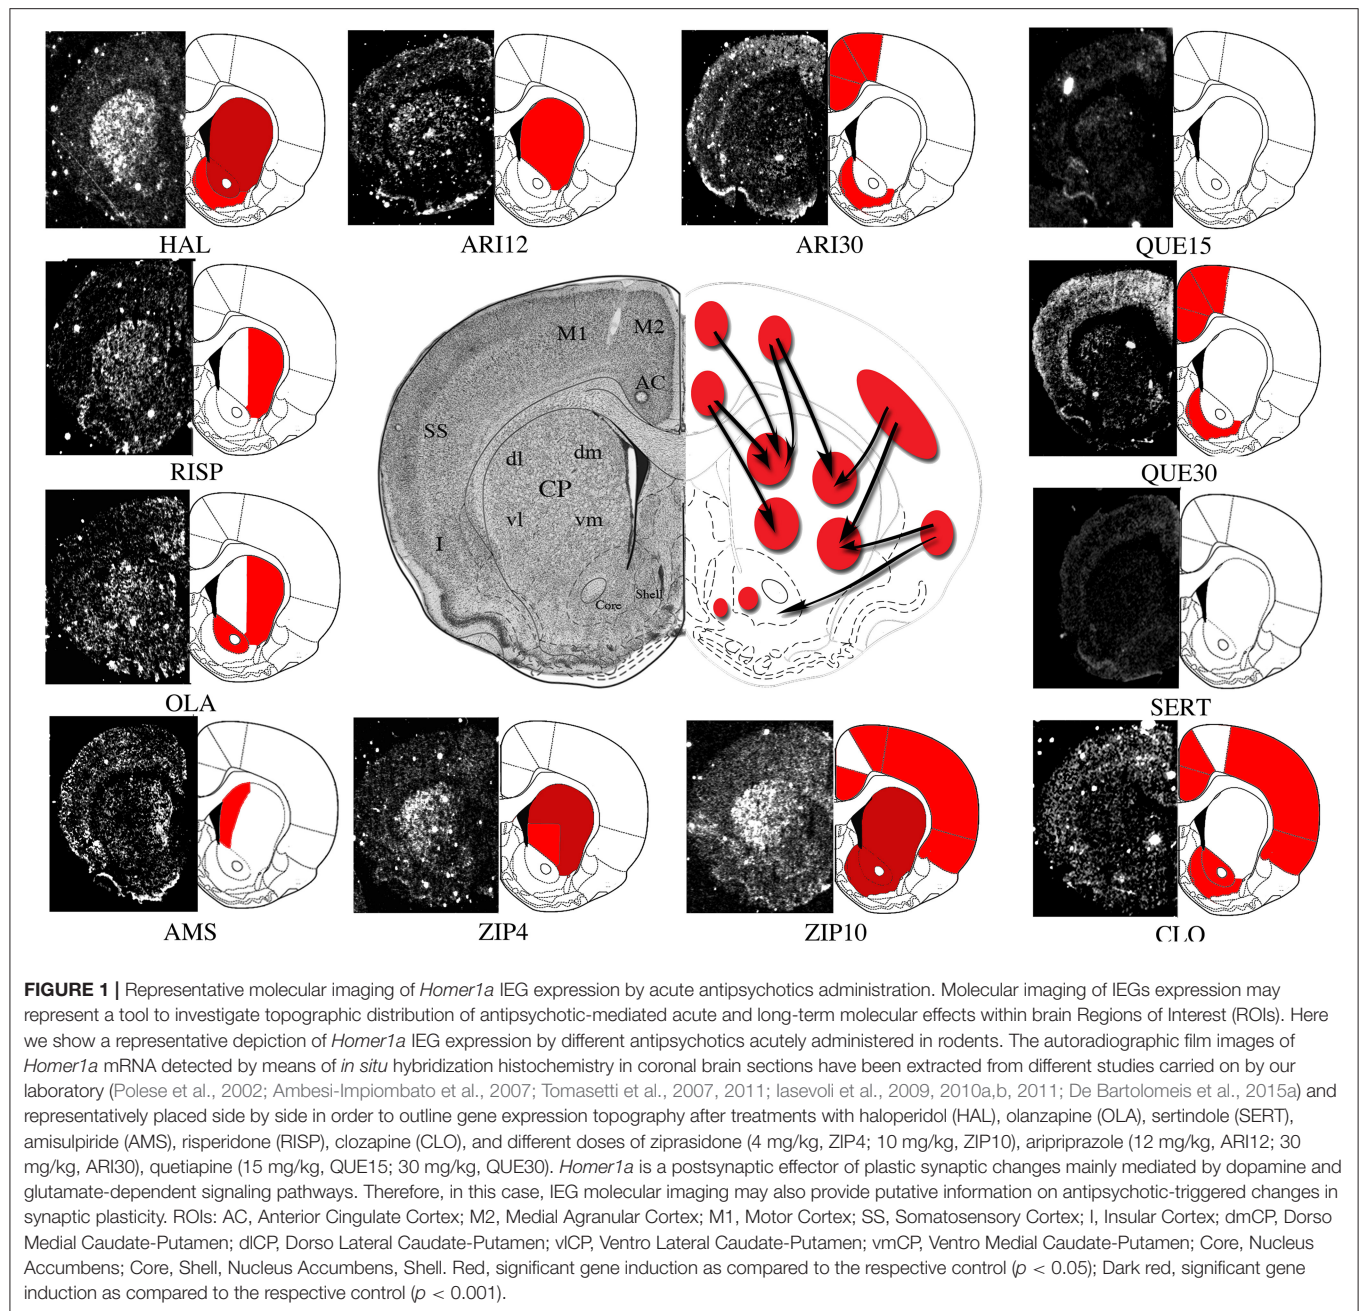 HAL
ARI12
ARI30
QUE15
RISP
M1
M2
AC
SS
dl
dm
CP
vl
vm
I
Core
Shell
QUE30
OLA
SERT
AMS
ZIP4
ZIP10
CLO
FIGURE 1 | Representative molecular imaging of Homer1a IEG expression by acute antipsychotics administration. Molecular imaging of IEGs expression may
represent a tool to investigate topographic distribution of antipsychotic-mediated acute and long-term molecular effects within brain Regions of Interest (ROIs). Here
we show a representative depiction of Homer1a IEG expression by different antipsychotics acutely administered in rodents. The autoradiographic film images of
Homer1a mRNA detected by means of in situ hybridization histochemistry in coronal brain sections have been extracted from different studies carried on by our
laboratory (Polese et al., 2002; Ambesi-Impiombato et al., 2007; Tomasetti et al., 2007, 2011; Iasevoli et al., 2009, 2010a,b, 2011; De Bartolomeis et al., 2015a) and
representatively placed side by side in order to outline gene expression topography after treatments with haloperidol (HAL), olanzapine (OLA), sertindole (SERT),
amisulpiride (AMS), risperidone (RISP), clozapine (CLO), and different doses of ziprasidone (4 mg/kg, ZIP4; 10 mg/kg, ZIP10), aripriprazole (12 mg/kg, ARI12; 30
mg/kg, ARI30), quetiapine (15 mg/kg, QUE15; 30 mg/kg, QUE30). Homer1a is a postsynaptic effector of plastic synaptic changes mainly mediated by dopamine and
glutamate-dependent signaling pathways. Therefore, in this case, IEG molecular imaging may also provide putative information on antipsychotic-triggered changes in
synaptic plasticity. ROIs: AC, Anterior Cingulate Cortex; M2, Medial Agranular Cortex; M1, Motor Cortex; SS, Somatosensory Cortex; I, Insular Cortex; dmCP, Dorso
Medial Caudate-Putamen; dlCP, Dorso Lateral Caudate-Putamen; vlCP, Ventro Lateral Caudate-Putamen; vmCP, Ventro Medial Caudate-Putamen; Core, Nucleus
Accumbens; Core, Shell, Nucleus Accumbens, Shell. Red, significant gene induction as compared to the respective control (p < 0.05); Dark red, significant gene
induction as compared to the respective control (p < 0.001).